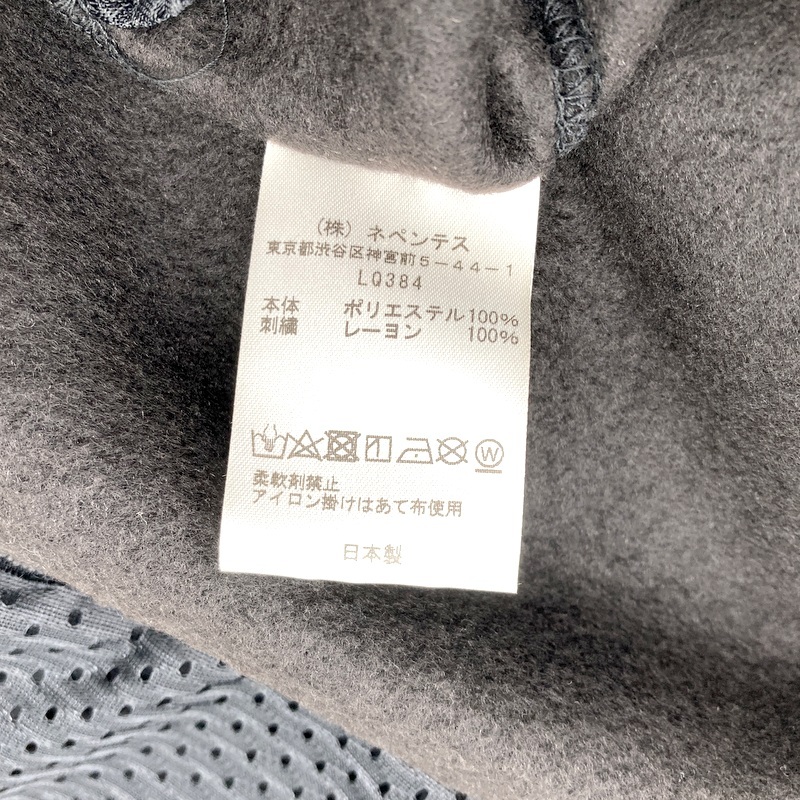 (株) ネペンテス
東京都渋谷区神宮前5-44-1
LQ384
本体 ポリエステル100%
刺繍 レーヨン 100%
W
柔軟剤禁止
アイロン掛けはあて布使用
日本製